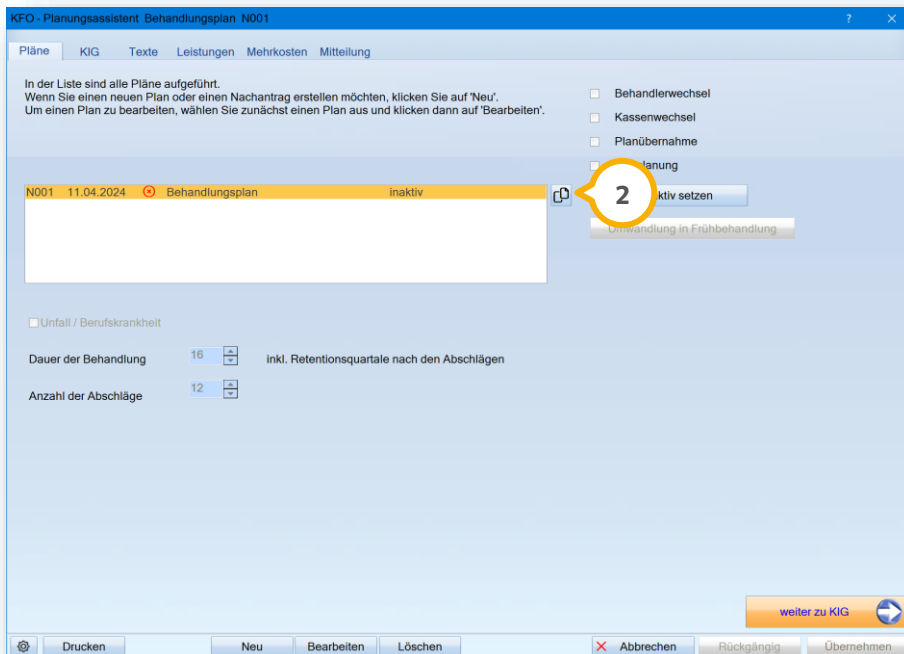 KFO - Planungsassistent Behandlungsplan N001 ?
Pläne KIG Texte Leistungen Mehrkosten Mitteilung
In der Liste sind alle Pläne aufgeführt.
Wenn Sie einen neuen Plan oder einen Nachantrag erstellen möchten, klicken Sie auf 'Neu'.
Um einen Plan zu bearbeiten, wählen Sie zunächst einen Plan aus und klicken dann auf 'Bearbeiten'.
Behandlerwechsel
Kassenwechsel
Planübernahme
lanung
N001 11.04.2024 Behandlungsplan inaktiv
2
ktiv setzen
Umwandlung in Frühbehandlung
Unfall / Berufskrankheit
Dauer der Behandlung 16 inkl. Retentionsquartale nach den Abschlägen
Anzahl der Abschläge 12
weiter zu KIG
Drucken Neu Bearbeiten Löschen Abbrechen Rückgängig Übernehmen